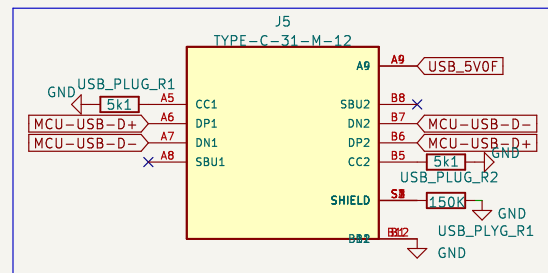 J5
TYPE-C-31-M-12
A9 A9 USB_5V0F
USB_PLUG_R1
GND 5k1 A5 CC1 SBU2 B8
MCU-USB-D+ A6 DP1 DN2 B7 MCU-USB-D-
MCU-USB-D- A7 DN1 DP2 B6 MCU-USB-D+
A8 SBU1 CC2 B5 5k1 GND
USB_PLUG_R2
SHIELD 150K
GND
USB_PLYG_R1
GND